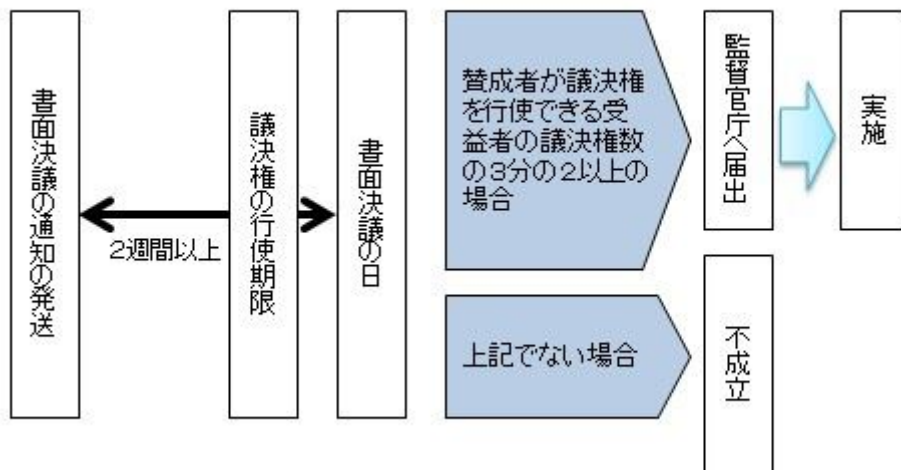 書面決議の通知の発送
2週間以上
議決権の行使期限
書面決議の日
賛成者が議決権
を行使できる受
益者の議決権数
の3分の2以上の
場合
監督官庁へ届出
実施
上記でない場合
不成立